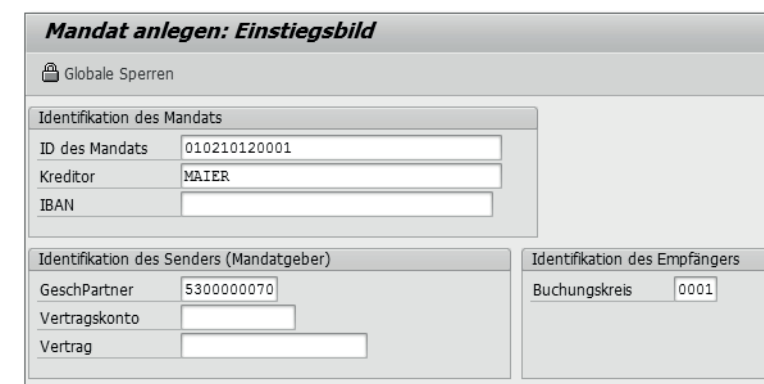 Mandat anlegen: Einstiegsbild
Globale Sperren
Identifikation des Mandats
ID des Mandats 010210120001
Kreditor MAIER
IBAN
Identifikation des Senders (Mandatgeber)
GeschPartner 5300000070
Vertragskonto
Vertrag
Identifikation des Empfängers
Buchungskreis 0001